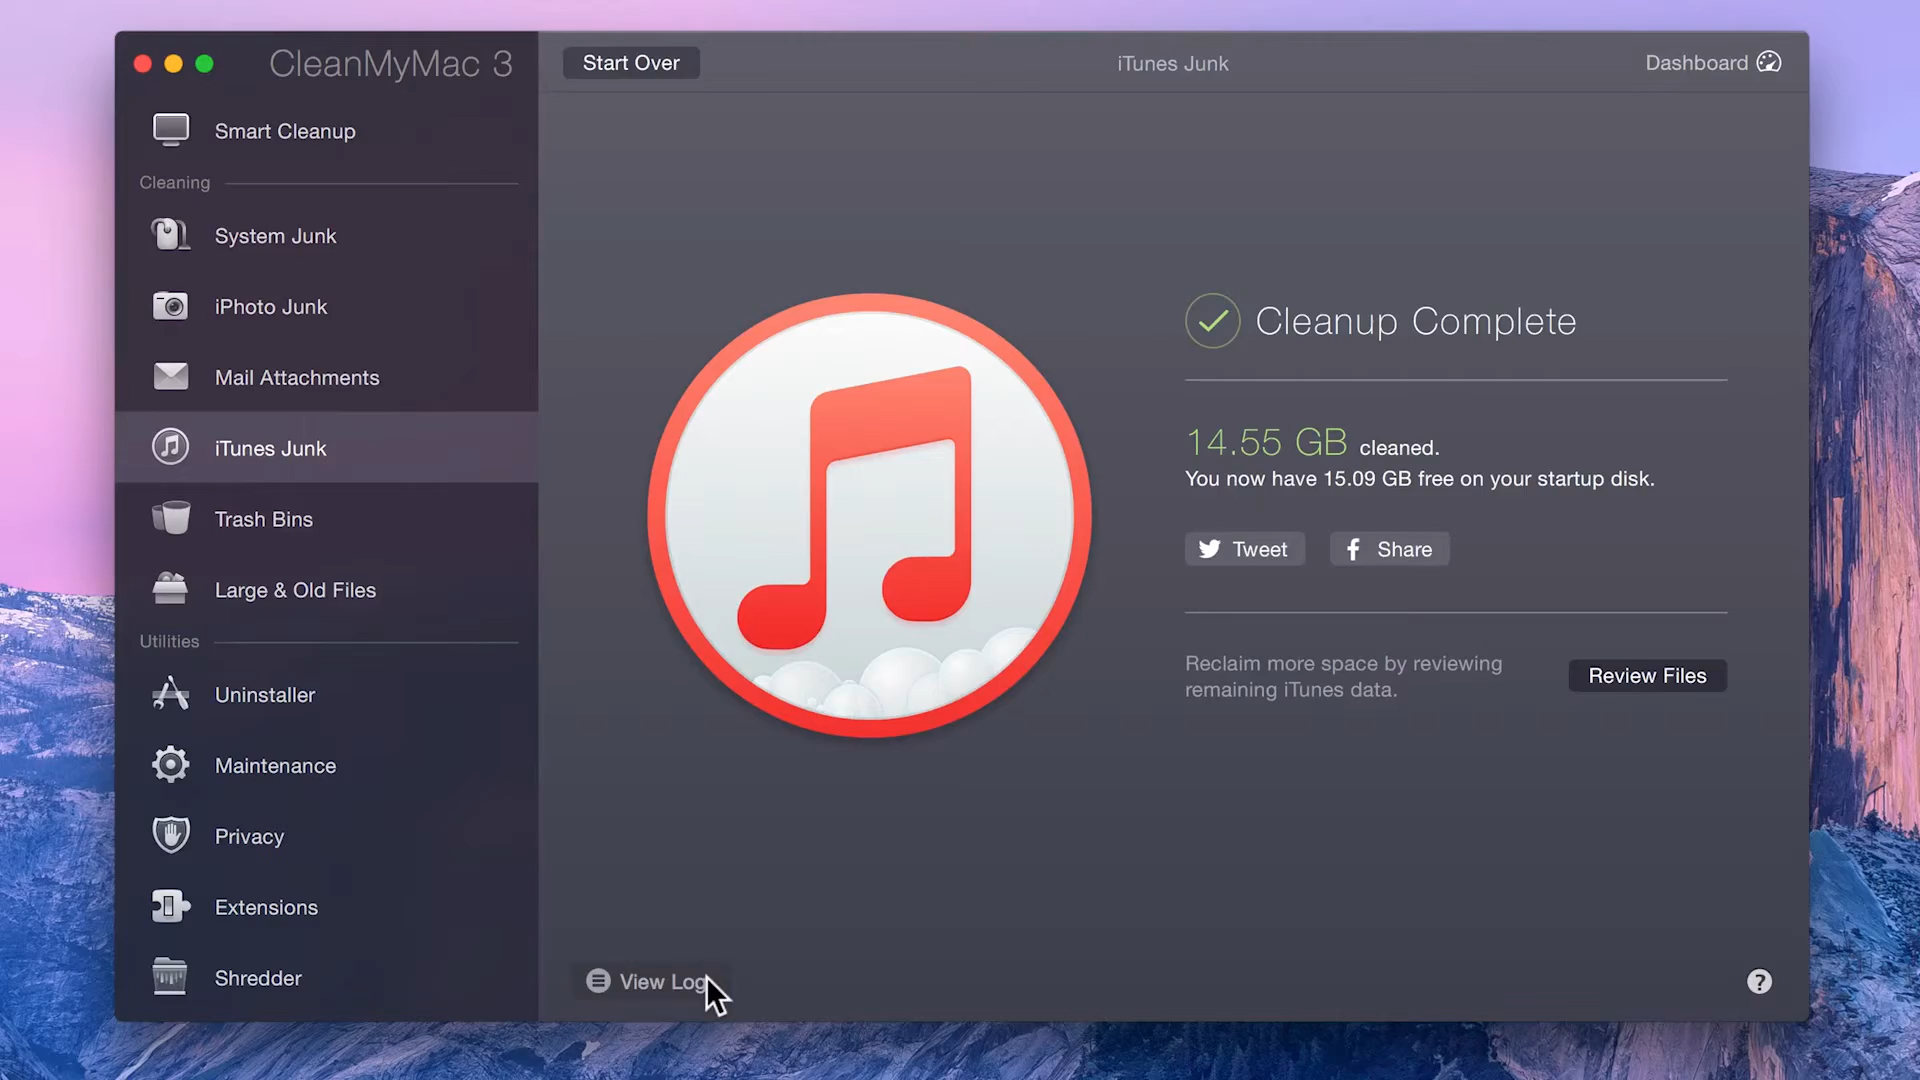 CleanMyMac 3
Start Over
iTunes Junk
Dashboard
Smart Cleanup
Cleaning
System Junk
iPhoto Junk
Mail Attachments
iTunes Junk
Trash Bins
Large & Old Files
Utilities
Uninstaller
Maintenance
Privacy
Extensions
Shredder
Cleanup Complete
14.55 GB cleaned.
You now have 15.09 GB free on your startup disk.
Tweet
Share
Reclaim more space by reviewing
remaining iTunes data.
Review Files
View Log
?